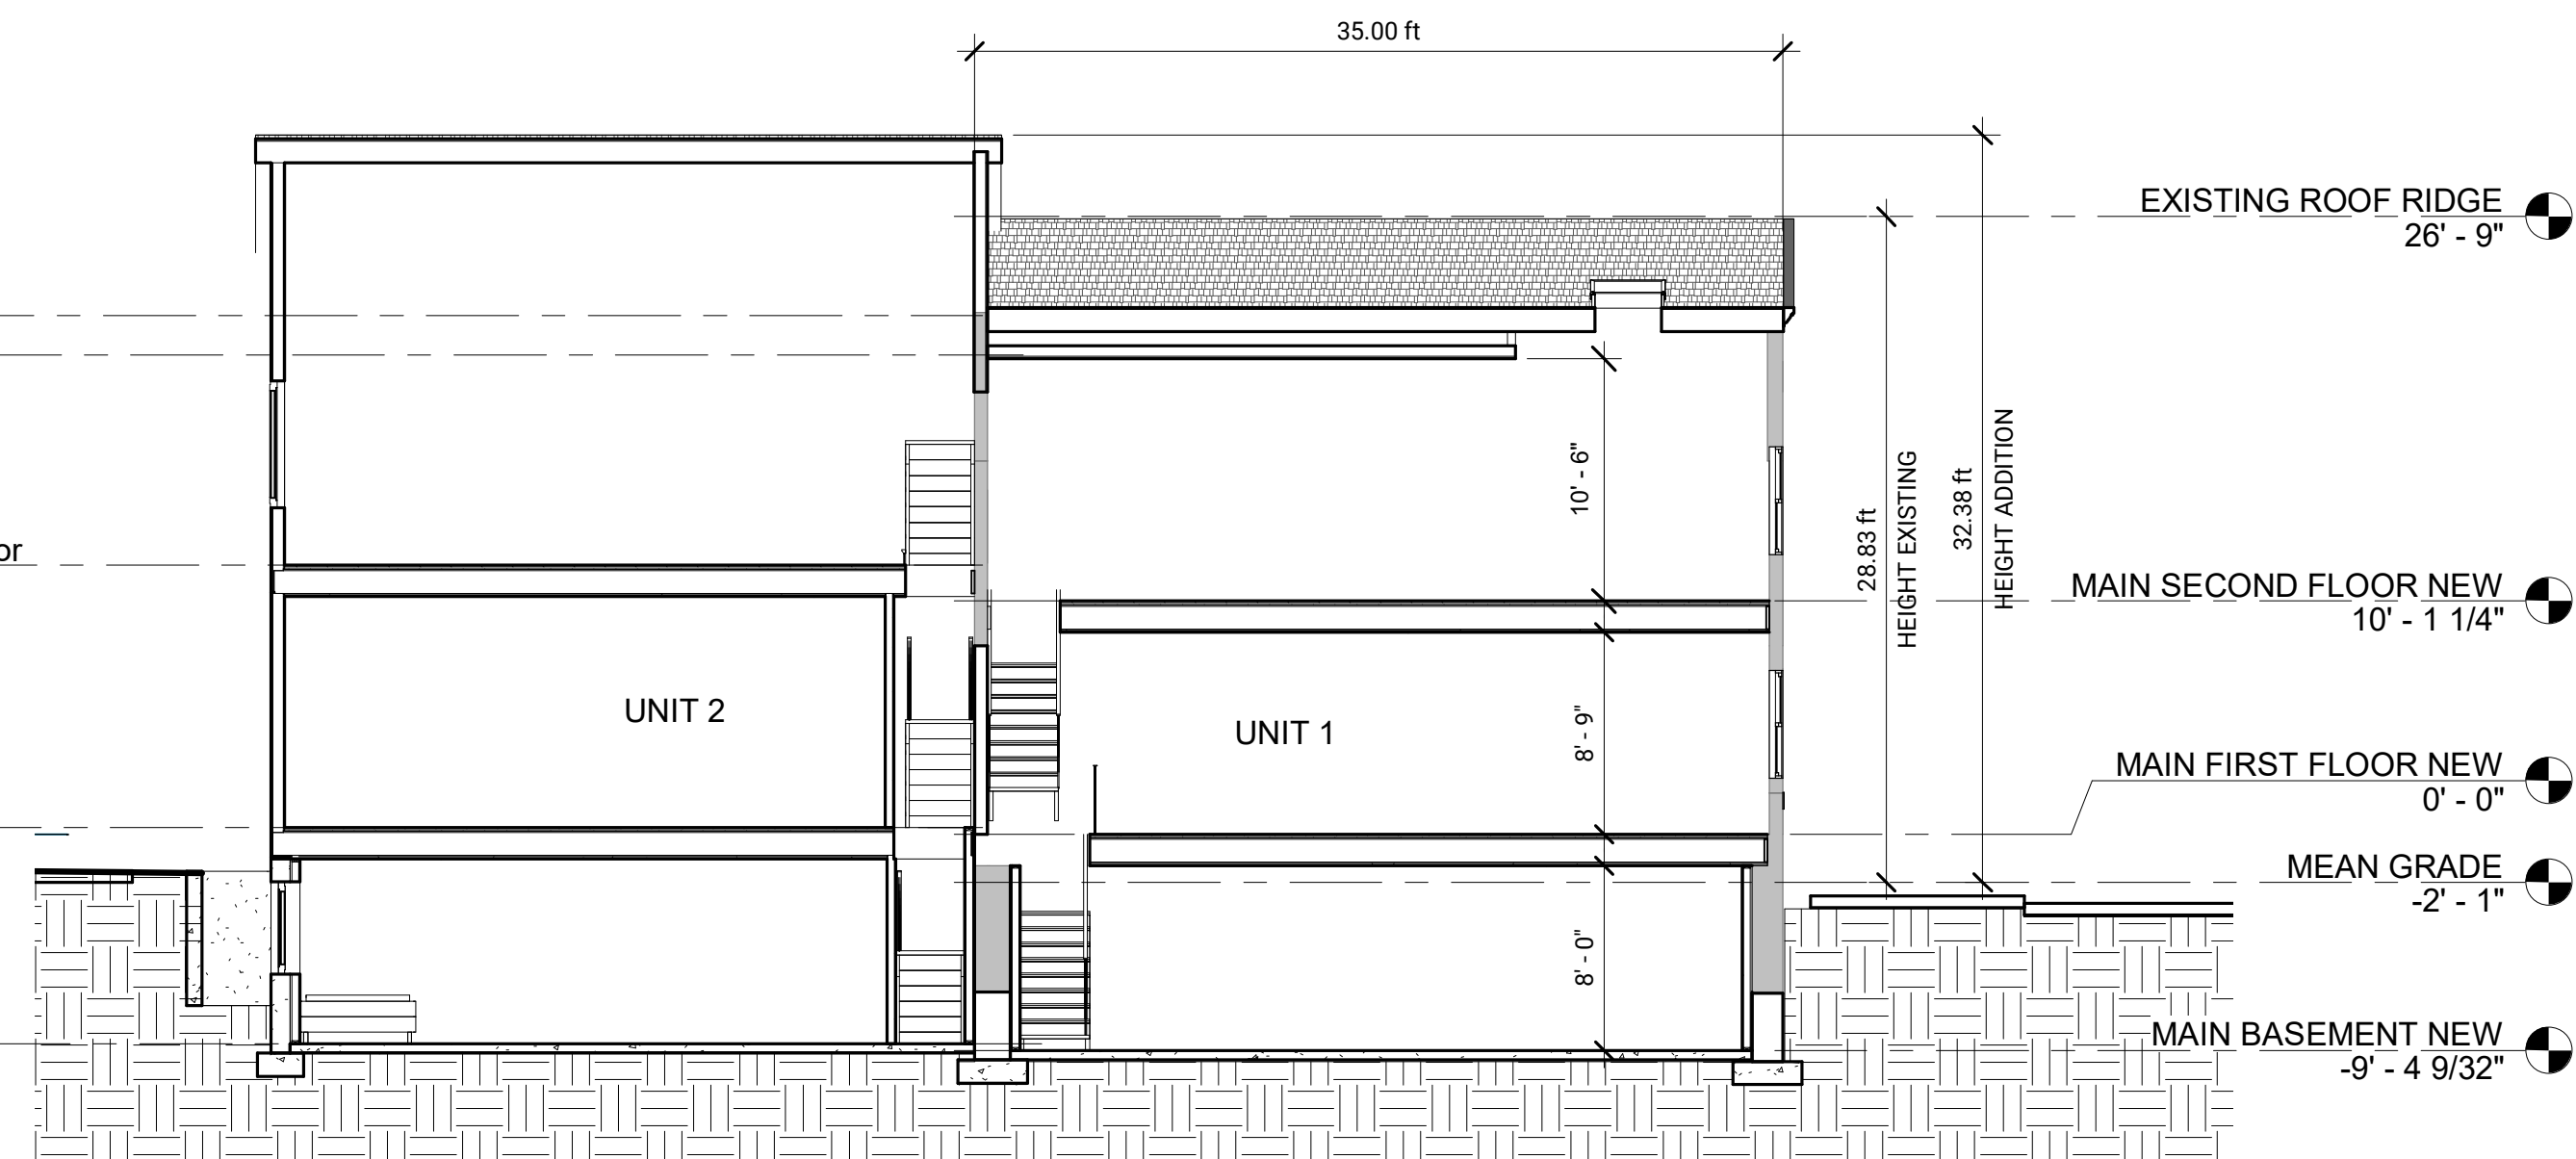 35.00 ft
EXISTING ROOF RIDGE
26' - 9"
10' - 6"
28.83 ft
HEIGHT EXISTING
32.38 ft
HEIGHT ADDITION
or
MAIN SECOND FLOOR NEW
10' - 1 1/4"
UNIT 2
UNIT 1
8' - 9"
MAIN FIRST FLOOR NEW
0' - 0"
MEAN GRADE
-2' - 1"
8' - 0"
MAIN BASEMENT NEW
-9' - 4 9/32"